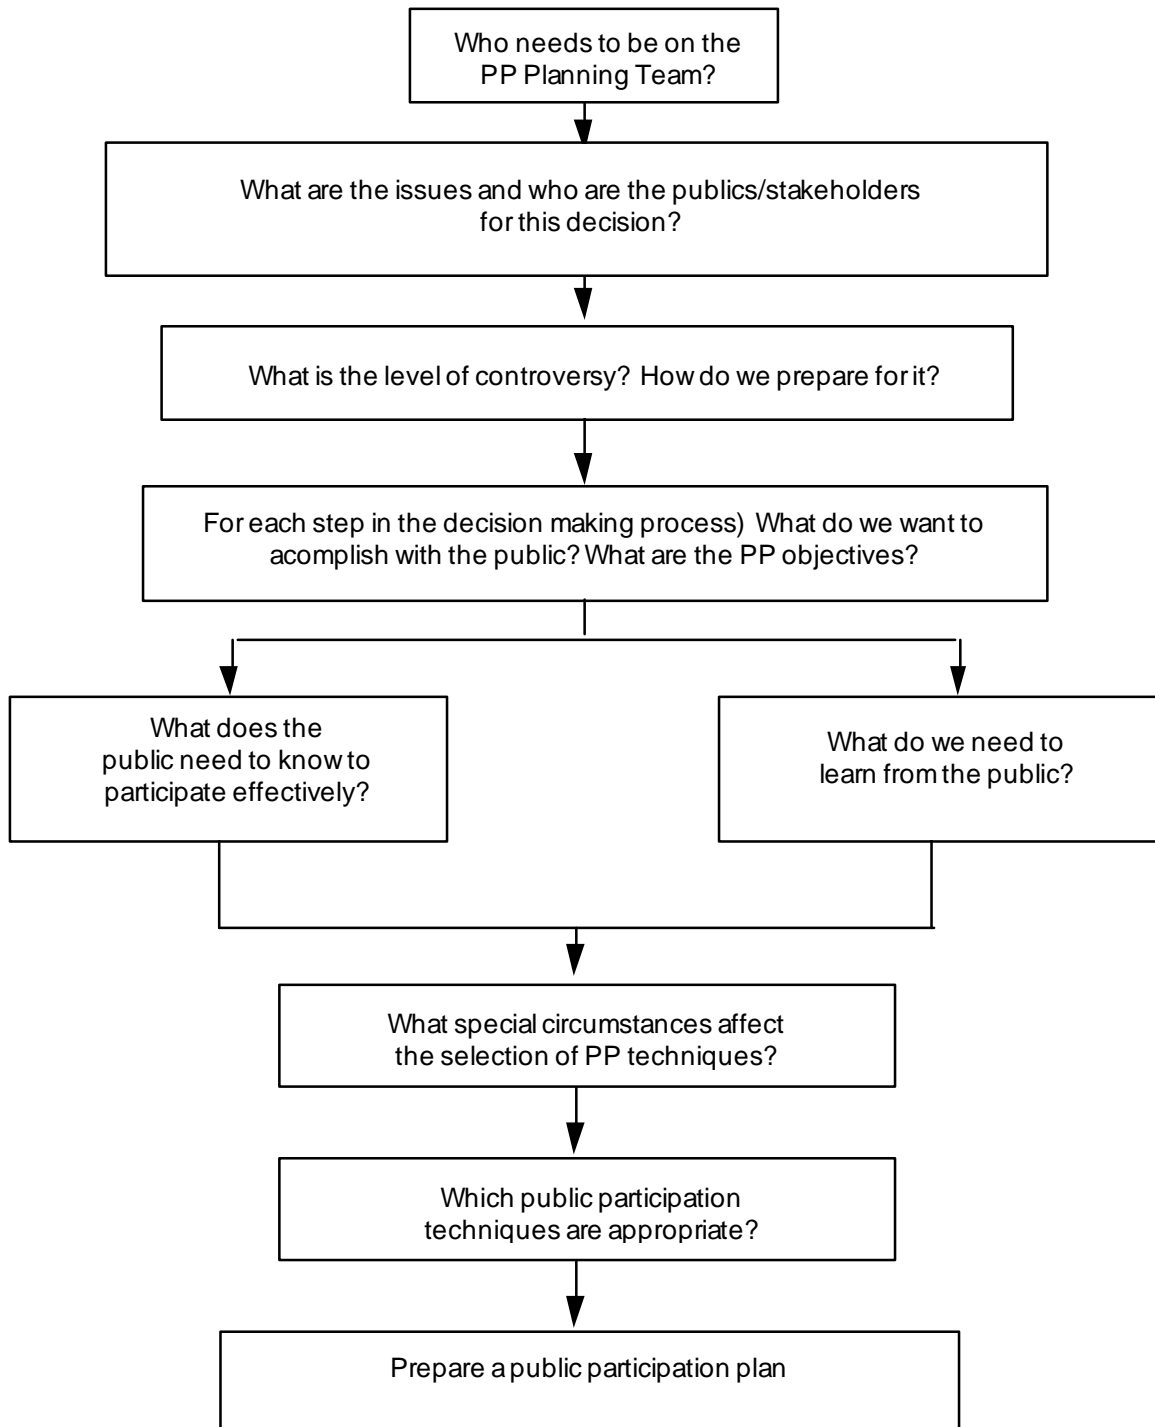 Who needs to be on the
PP Planning Team?
What are the issues and who are the publics/stakeholders
for this decision?
What is the level of controversy?  How do we prepare for it?
For each step in the decision making process)  What do we want to
acomplish with the public? What are the PP objectives?
What does the
public need to know to
participate effectively?
What do we need to
learn from the public?
What special circumstances affect
the selection of PP techniques?
Which public participation
techniques are appropriate?
Prepare a public participation plan